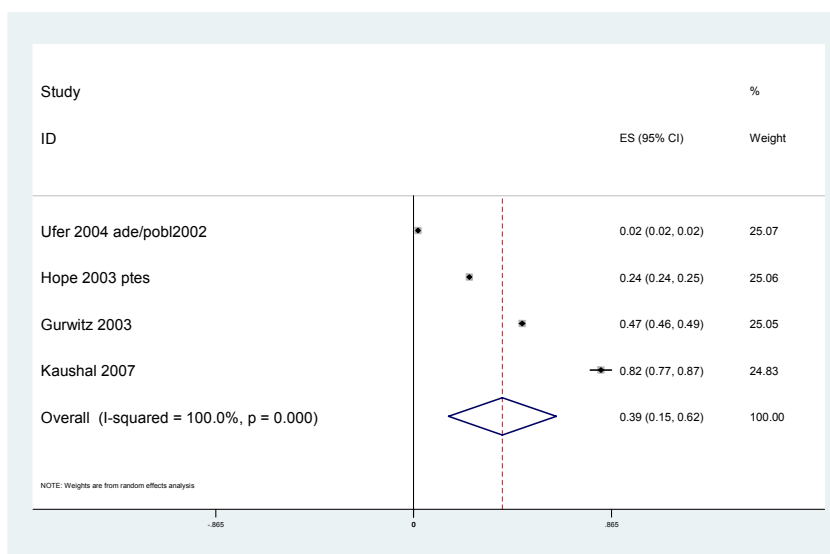 Study %
ID ES (95% CI) Weight
Ufer 2004 ade/pobl2002 0.02 (0.02, 0.02) 25.07
Hope 2003 ptes 0.24 (0.24, 0.25) 25.06
Gurwitz 2003 0.47 (0.46, 0.49) 25.05
Kaushal 2007 0.82 (0.77, 0.87) 24.83
Overall (I-squared = 100.0%, p = 0.000) 0.39 (0.15, 0.62) 100.00
NOTE: Weights are from random effects analysis
-.865 0 .865